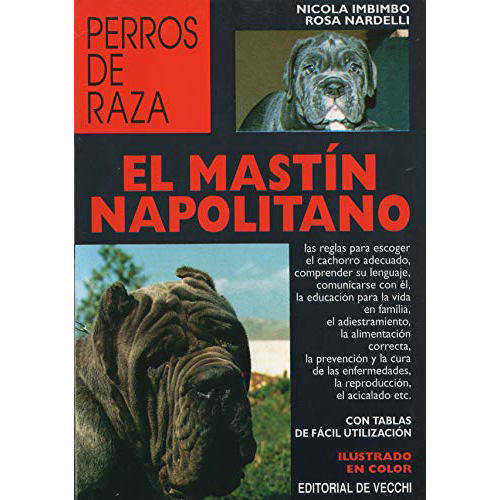 NICOLA IMBIMBO
ROSA NARDELLI
PERROS
DE
RAZA
EL MASTÍN
NAPOLITANO
las reglas para escoger
el cachorro adecuado,
comprender su lenguaje,
comunicarse con él,
la educación para la vida
en familia,
el adiestramiento,
la alimentación
correcta,
la prevención y la cura
de las enfermedades,
la reproducción,
el acicalado etc.
CON TABLAS
DE FÁCIL UTILIZACIÓN
ILUSTRADO
EN COLOR
EDITORIAL DE VECCHI